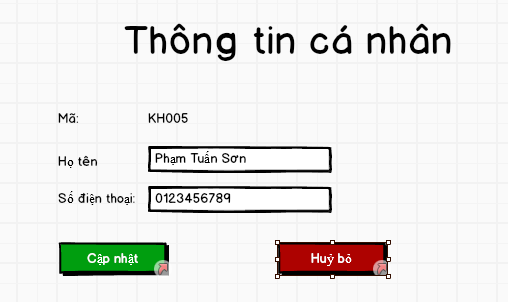 Thông tin cá nhân
Mã: KH005
Họ tên Phạm Tuấn Sơn
Số điện thoại: 0123456789
Cập nhật Huỷ bỏ